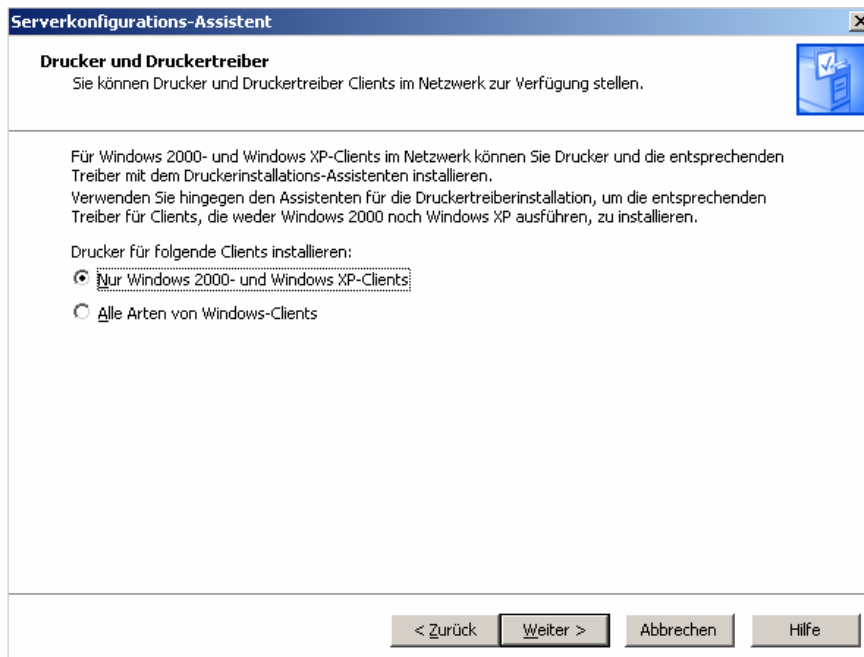 Serverkonfigurations-Assistent
Drucker und Druckertreiber
Sie können Drucker und Druckertreiber Clients im Netzwerk zur Verfügung stellen.
Für Windows 2000- und Windows XP-Clients im Netzwerk können Sie Drucker und die entsprechenden
Treiber mit dem Druckerinstallations-Assistenten installieren.
Verwenden Sie hingegen den Assistenten für die Druckertreiberinstallation, um die entsprechenden
Treiber für Clients, die weder Windows 2000 noch Windows XP ausführen, zu installieren.
Drucker für folgende Clients installieren:
Nur Windows 2000- und Windows XP-Clients
Alle Arten von Windows-Clients
< Zurück Weiter > Abbrechen Hilfe